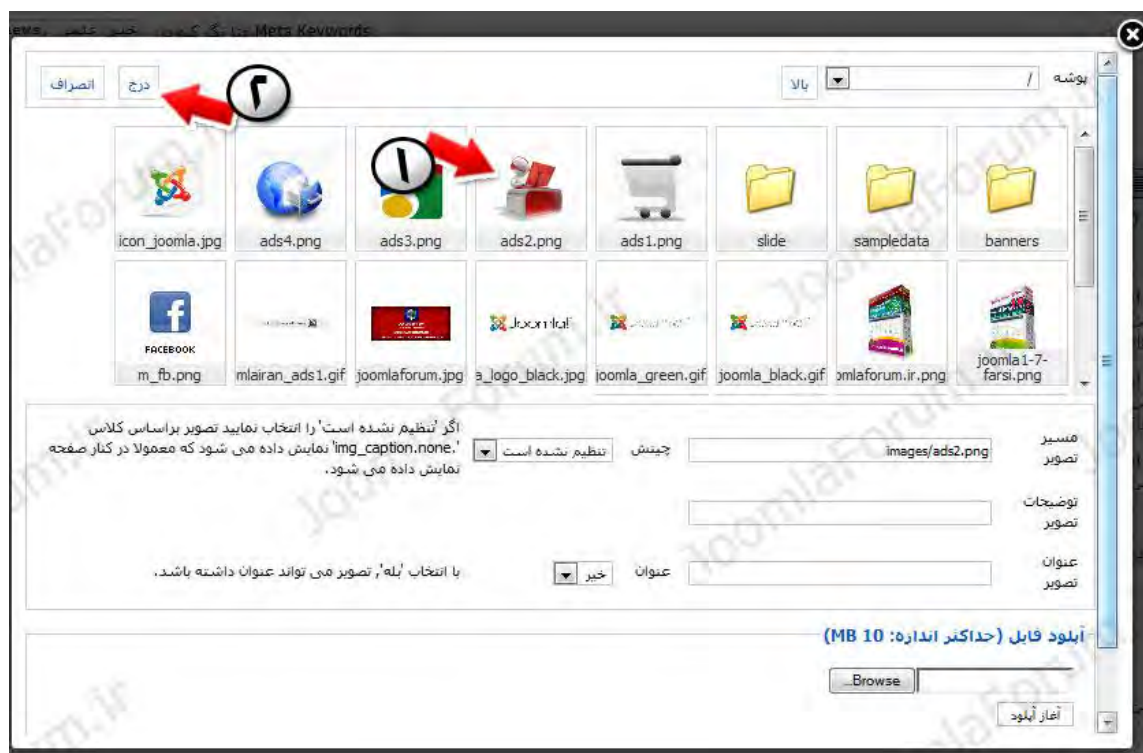 Meta Keywords
پوشه
/
بالا
درج
انصراف
۲
۱
banners
sampledata
slide
ads1.png
ads2.png
ads3.png
ads4.png
icon_joomla.jpg
joomla1-7-
farsi.png
omlaforum.ir.png
joomla_black.gif
joomla_green.gif
a_logo_black.jpg
joomlaforum.jpg
mlairan_ads1.gif
FACEBOOK
m_fb.png
مسیر
تصویر
images/ads2.png
چینش
تنظیم نشده است
اگر 'تنظیم نشده است' را انتخاب نمایید تصویر براساس کلاس
'img_caption.none.' نمایش داده می شود که معمولا در کنار صفحه
نمایش داده می شود.
توضیحات
تصویر
عنوان
تصویر
عنوان
خیر
با انتخاب 'بله', تصویر می تواند عنوان داشته باشد.
آپلود فایل (حداکثر اندازه: 10 MB)
Browse...
آغاز آپلود
JoomlaForum.ir